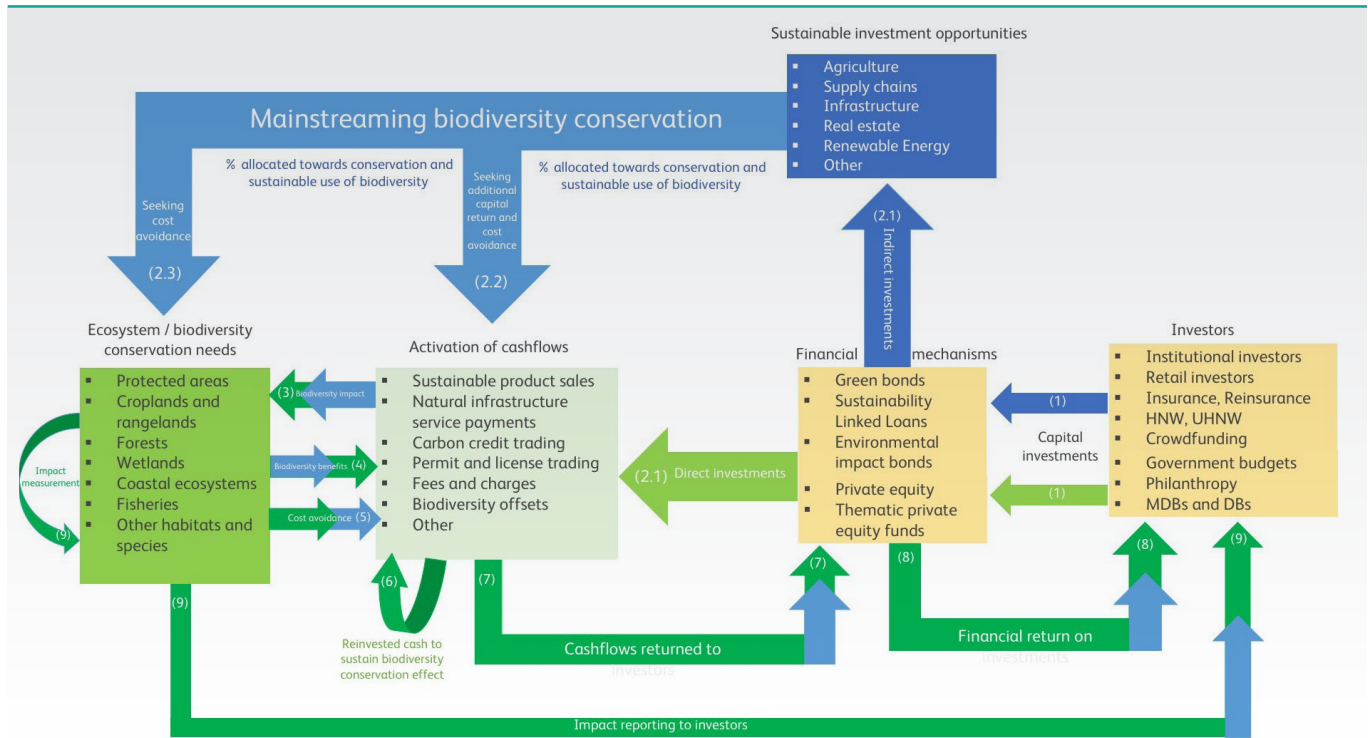 Sustainable investment opportunities
▪ Agriculture
▪ Supply chains
▪ Infrastructure
▪ Real estate
▪ Renewable Energy
▪ Other
Mainstreaming biodiversity conservation
% allocated towards conservation and
sustainable use of biodiversity
% allocated towards conservation and
sustainable use of biodiversity
Seeking
cost
avoidance
(2.3)
Seeking
additional
capital
return and
cost
avoidance
(2.2)
(2.1)
Indirect investments
Ecosystem / biodiversity
conservation needs
▪ Protected areas
▪ Croplands and
rangelands
▪ Forests
▪ Wetlands
▪ Coastal ecosystems
▪ Fisheries
▪ Other habitats and
species
Impact
measurement
(9)
(3) Biodiversity impact
Biodiversity benefits (4)
Cost avoidance (5)
Activation of cashflows
▪ Sustainable product sales
▪ Natural infrastructure
service payments
▪ Carbon credit trading
▪ Permit and license trading
▪ Fees and charges
▪ Biodiversity offsets
▪ Other
(2.1) Direct investments
Financial mechanisms
▪ Green bonds
▪ Sustainability
Linked Loans
▪ Environmental
impact bonds
▪ Private equity
▪ Thematic private
equity funds
(1)
Capital
investments
(1)
Investors
▪ Institutional investors
▪ Retail investors
▪ Insurance, Reinsurance
▪ HNW, UHNW
▪ Crowdfunding
▪ Government budgets
▪ Philanthropy
▪ MDBs and DBs
(6)
Reinvested cash to
sustain biodiversity
conservation effect
(7)
Cashflows returned to
investors
(7)
(8)
Financial return on
investments
(8)
(9)
(9)
Impact reporting to investors